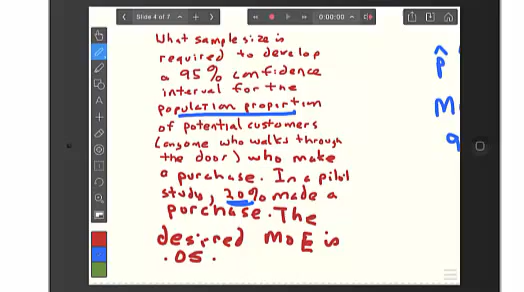 Slide 4 of 7
0:00:00
What sample size is
required to develop
a 95% confidence
interval for the
population proportion
of potential customers
(anyone who walks through
the door) who make
a purchase. In a pilot
study, 20% made a
purchase. The
desired MoE is
.05.
p̂
M